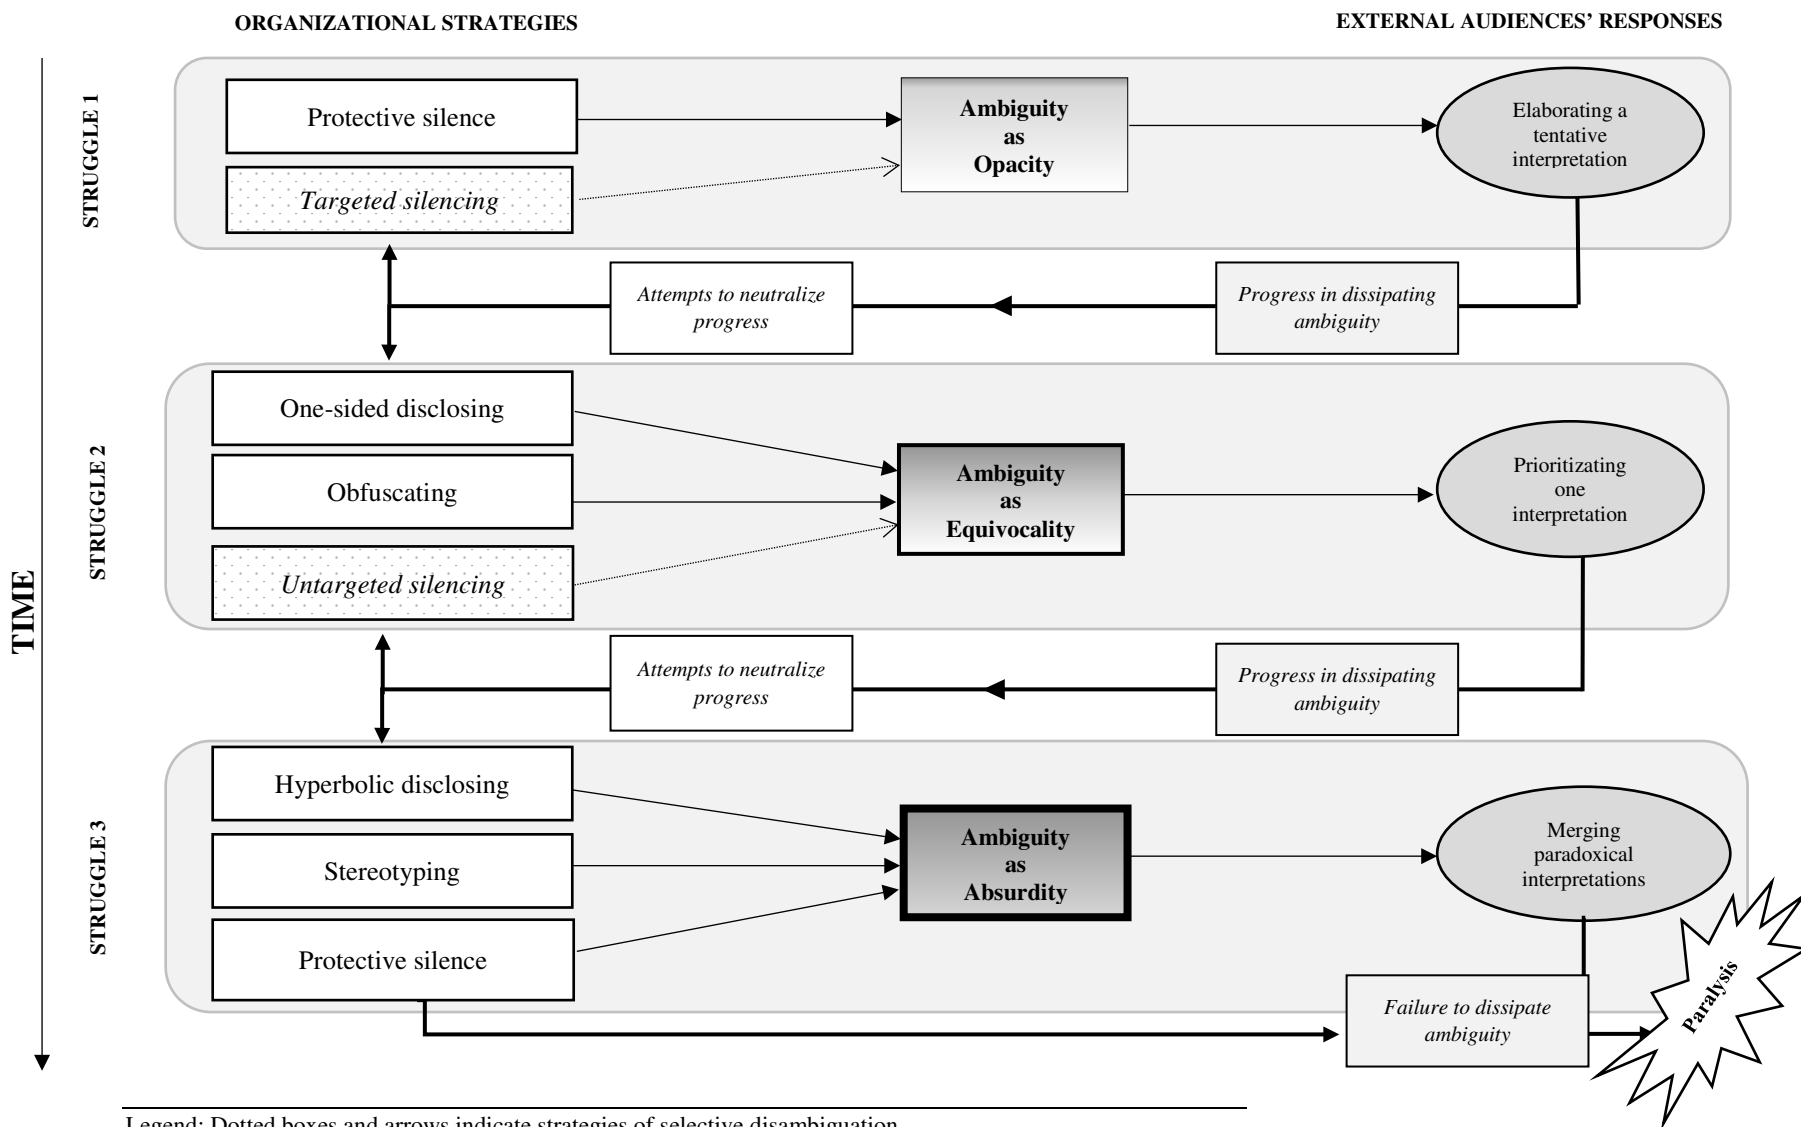 ORGANIZATIONAL STRATEGIES
EXTERNAL AUDIENCES’ RESPONSES
TIME
STRUGGLE 1
Protective silence
Targeted silencing
Ambiguity
as
Opacity
Elaborating a
tentative
interpretation
Attempts to neutralize
progress
Progress in dissipating
ambiguity
STRUGGLE 2
One-sided disclosing
Obfuscating
Untargeted silencing
Ambiguity
as
Equivocality
Prioritizating
one
interpretation
Attempts to neutralize
progress
Progress in dissipating
ambiguity
STRUGGLE 3
Hyperbolic disclosing
Stereotyping
Protective silence
Ambiguity
as
Absurdity
Merging
paradoxical
interpretations
Failure to dissipate
ambiguity
Paralysis
Legend: Dotted boxes and arrows indicate strategies of selective disambiguation